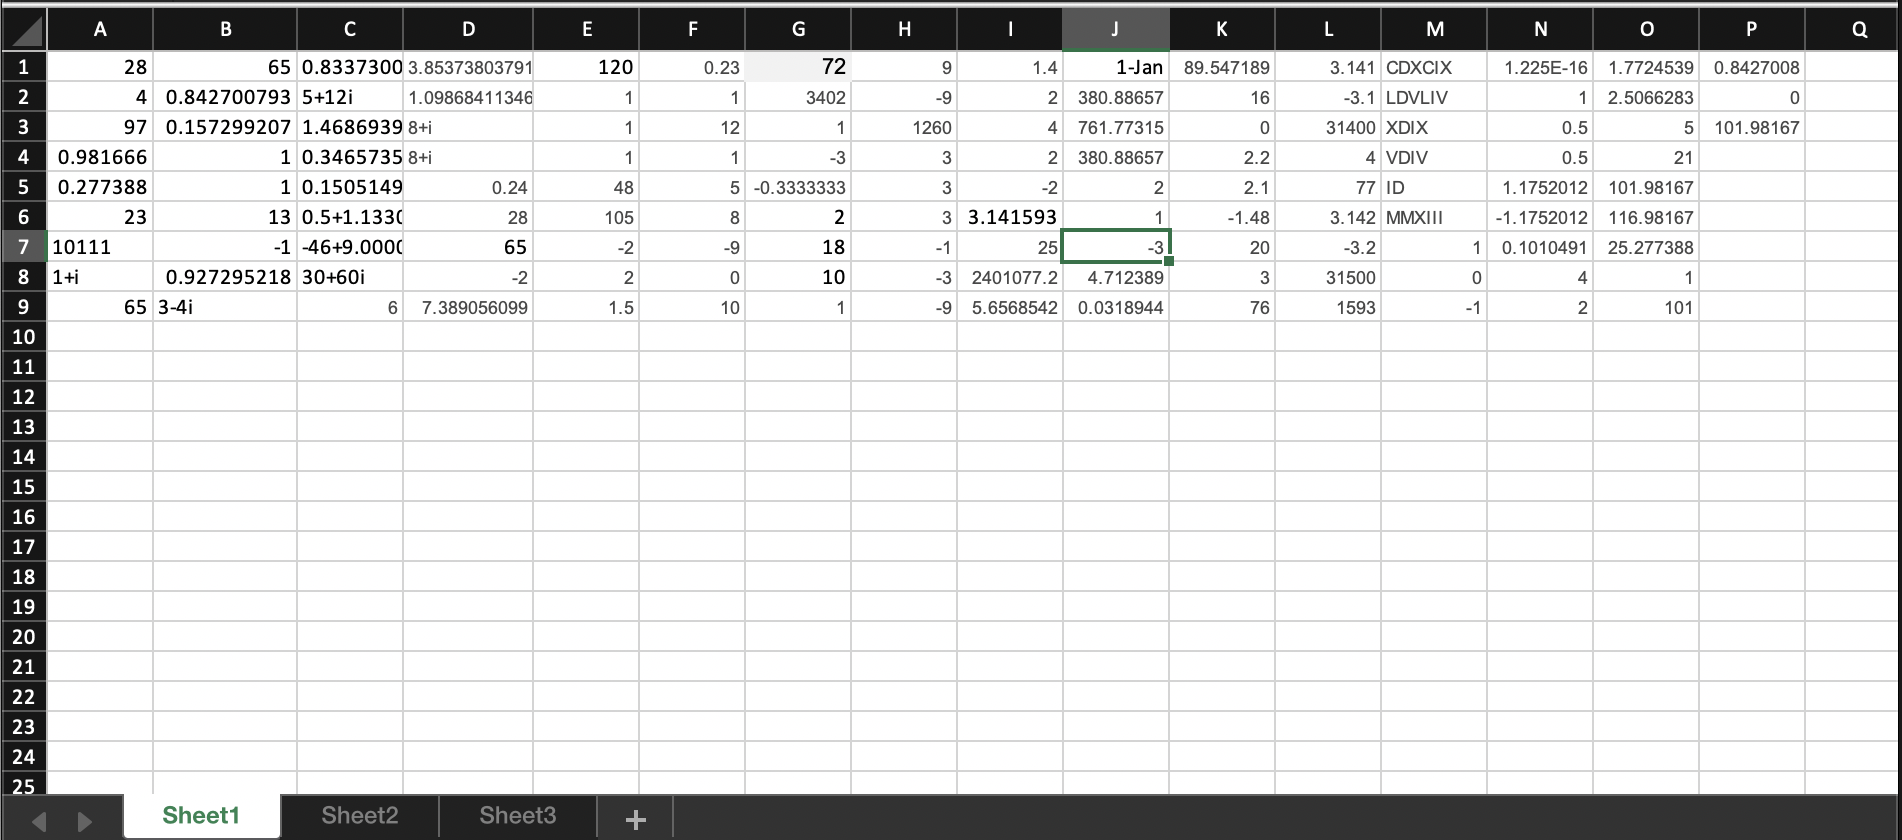 A B C D E F G H I J K L M N O P Q
1 28 65 0.8337300 3.85373803791 120 0.23 72 9 1.4 1-Jan 89.547189 3.141 CDXCIX 1.225E-16 1.7724539 0.8427008
2 4 0.842700793 5+12i 1.09868411346 1 1 3402 -9 2 380.88657 16 -3.1 LDVLIV 1 2.5066283 0
3 97 0.157299207 1.4686939 8+i 1 12 1 1260 4 761.77315 0 31400 XDIX 0.5 5 101.98167
4 0.981666 1 0.3465735 8+i 1 1 -3 3 2 380.88657 2.2 4 VDIV 0.5 21
5 0.277388 1 0.1505149 0.24 48 5 -0.3333333 3 -2 2 2.1 77 ID 1.1752012 101.98167
6 23 13 0.5+1.1330 28 105 8 2 3 3.141593 1 -1.48 3.142 MMXIII -1.1752012 116.98167
7 10111 -1 -46+9.0000 65 -2 -9 18 -1 25 -3 20 -3.2 1 0.1010491 25.277388
8 1+i 0.927295218 30+60i -2 2 0 10 -3 2401077.2 4.712389 3 31500 0 4 1
9 65 3-4i 6 7.389056099 1.5 10 1 -9 5.6568542 0.0318944 76 1593 -1 2 101
10
11
12
13
14
15
16
17
18
19
20
21
22
23
24
25
Sheet1 Sheet2 Sheet3 +